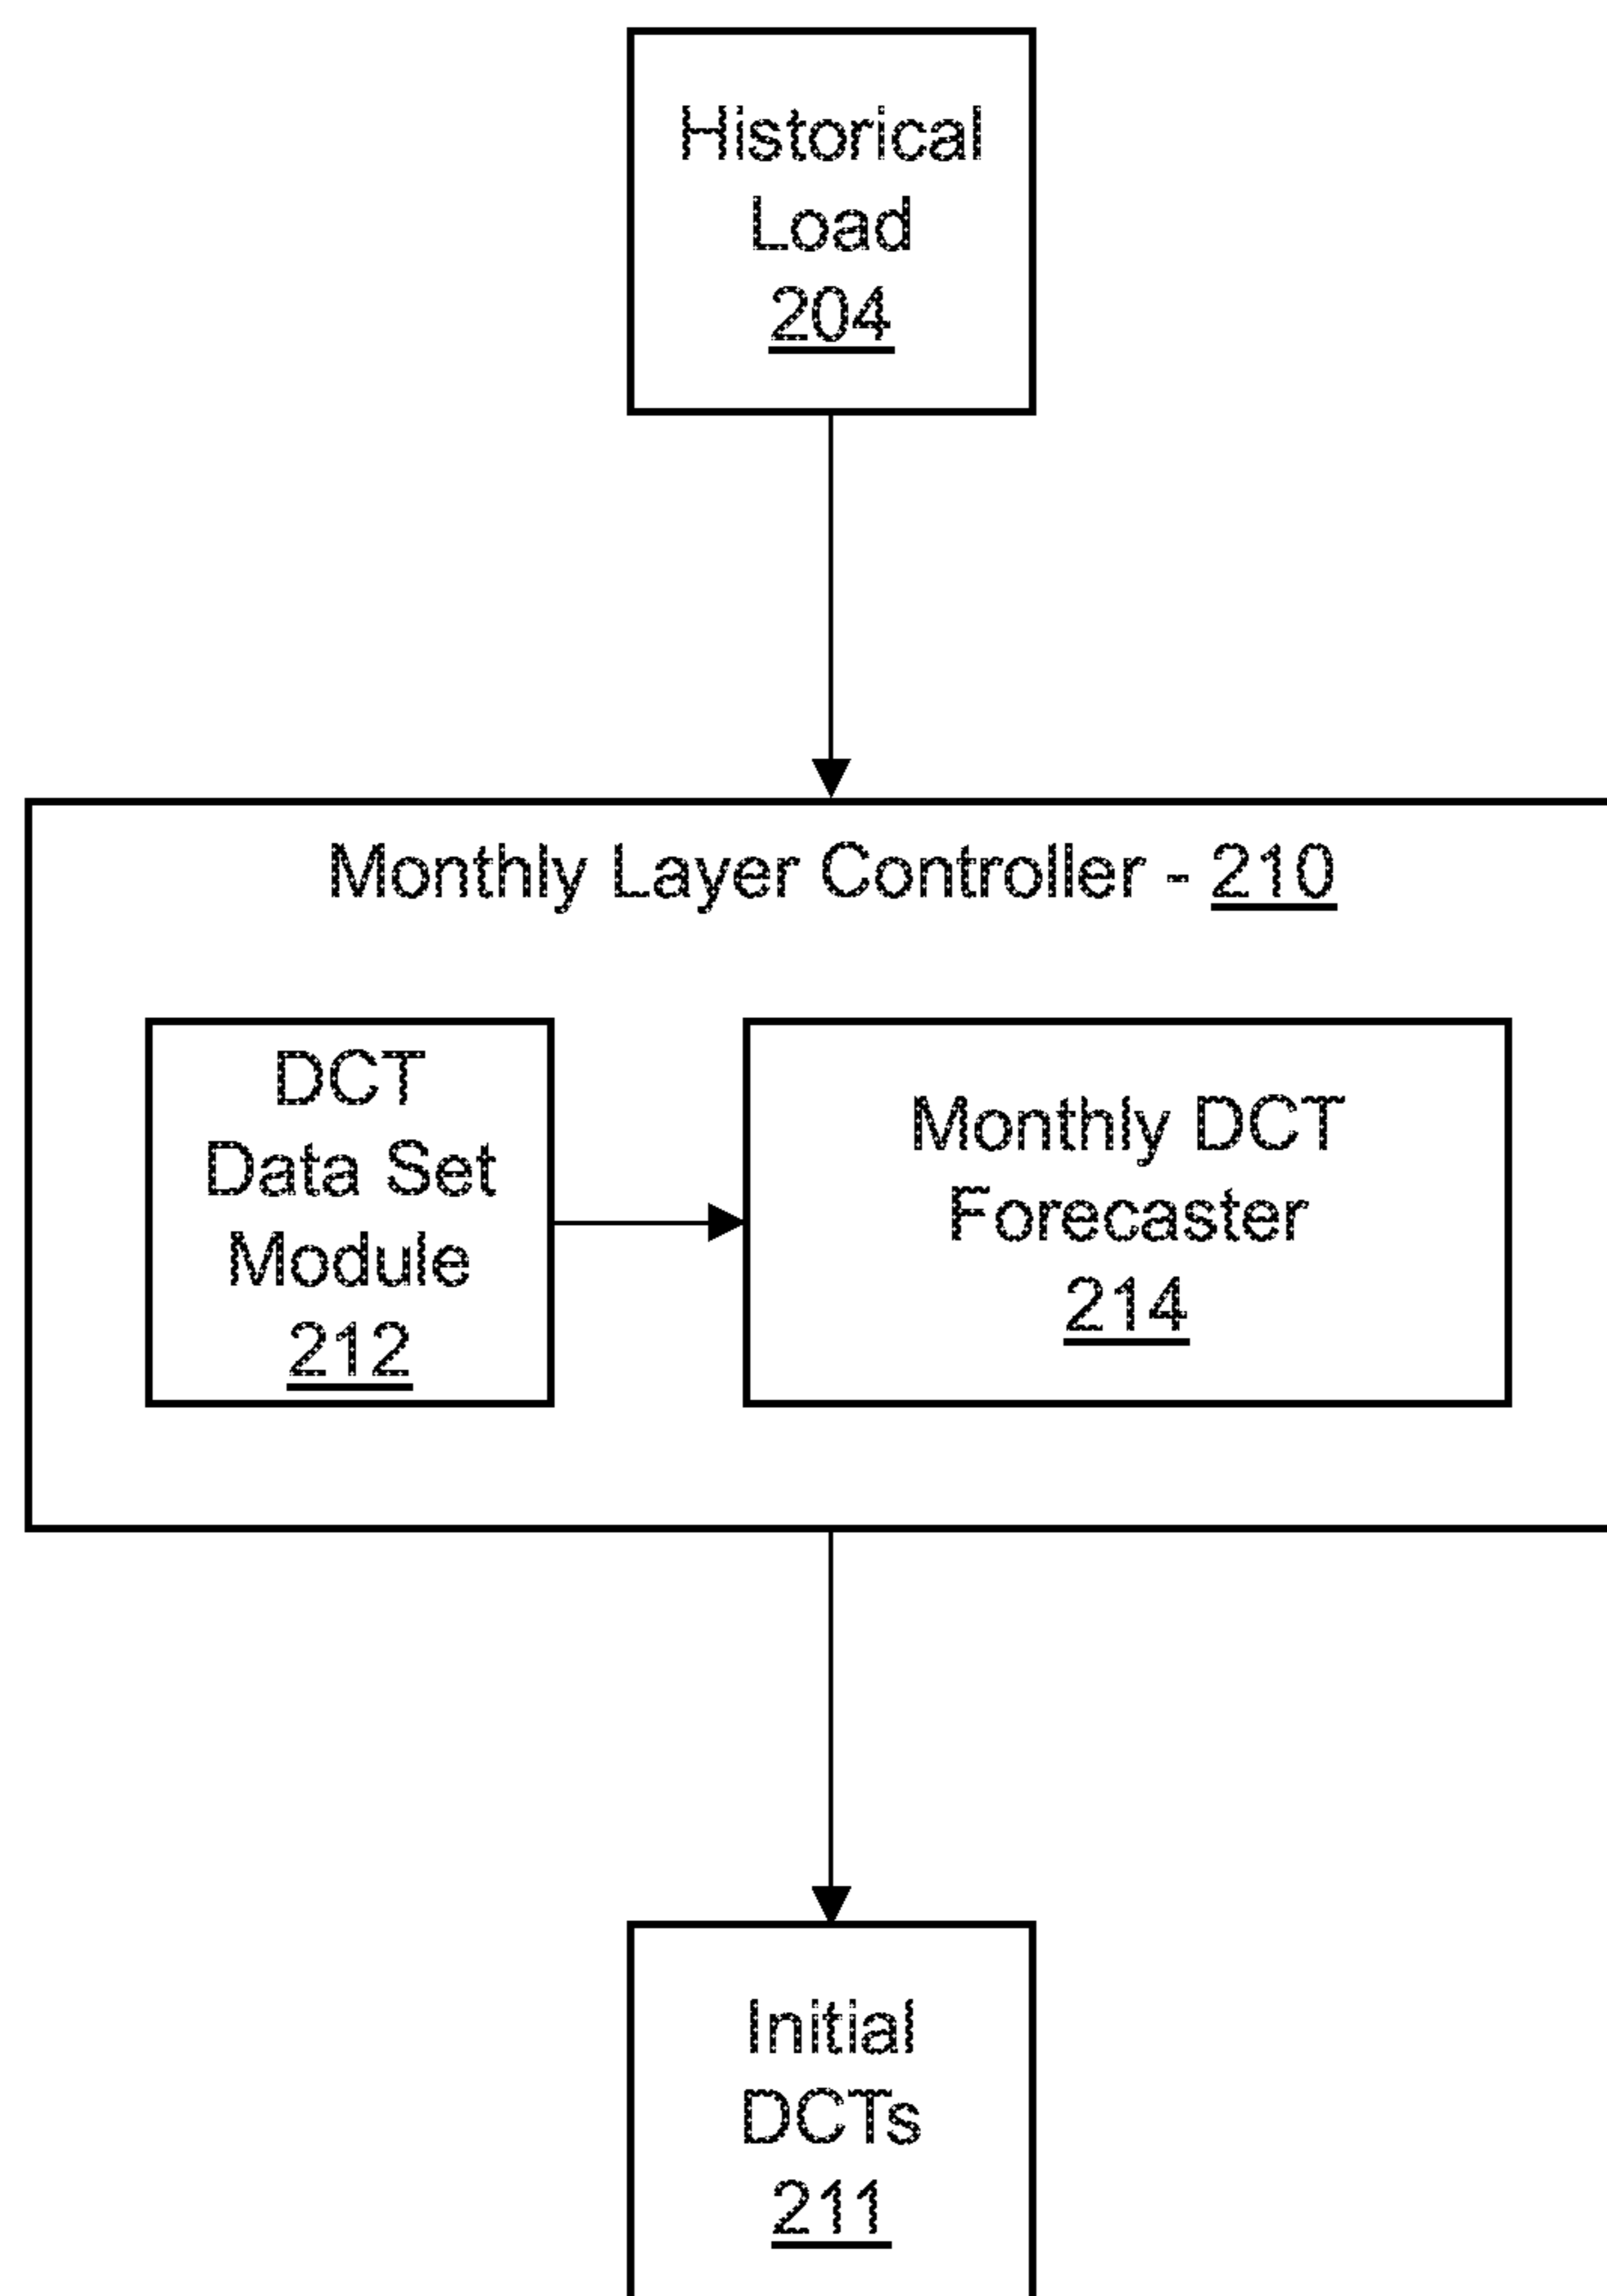 Historical
Load
204
Monthly Layer Controller - 210
DCT
Data Set
Module
212
Monthly DCT
Forecaster
214
Initial
DCTs
211